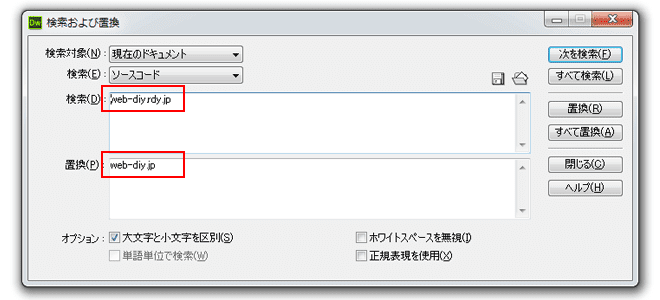 Dw 検索および置換
検索対象(N): 現在のドキュメント
次を検索(F)
検索(E): ソースコード
すべて検索(L)
検索(D): web-diy.rdy.jp
置換(R)
すべて置換(A)
置換(P): web-diy.jp
閉じる(C)
ヘルプ(H)
オプション: 大文字と小文字を区別(S)
ホワイトスペースを無視(I)
単語単位で検索(W)
正規表現を使用(X)